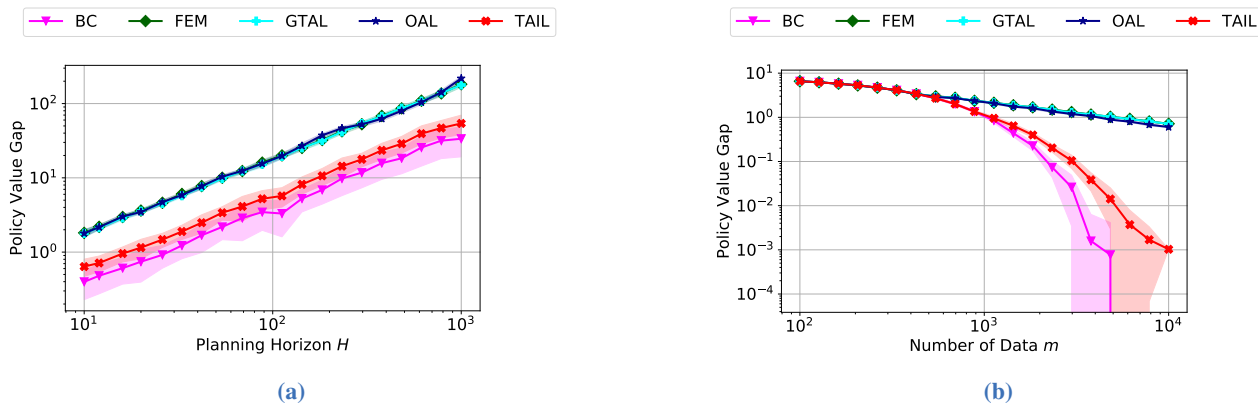 BC FEM GTAL OAL TAIL
BC FEM GTAL OAL TAIL
Policy Value Gap
10²
10¹
10⁰
10¹ 10² 10³
Planning Horizon H
(a)
Policy Value Gap
10¹
10⁰
10⁻¹
10⁻²
10⁻³
10⁻⁴
10² 10³ 10⁴
Number of Data m
(b)